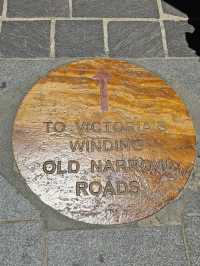 TO VICTORIA'S
WINDING
OLD NARROW
ROADS